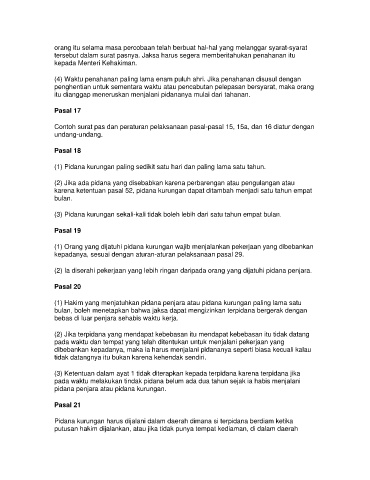 orang itu selama masa percobaan telah berbuat hal-hal yang melanggar syarat-syarat
tersebut dalam surat pasnya. Jaksa harus segera memberitahukan penahanan itu
kepada Menteri Kehakiman.
(4) Waktu penahanan paling lama enam puluh ahri. Jika penahanan disusul dengan
penghentian untuk sementara waktu atau pencabutan pelepasan bersyarat, maka orang
itu dianggap meneruskan menjalani pidananya mulai dari tahanan.
Pasal 17
Contoh surat pas dan peraturan pelaksanaan pasal-pasal 15, 15a, dan 16 diatur dengan
undang-undang.
Pasal 18
(1) Pidana kurungan paling sedikit satu hari dan paling lama satu tahun.
(2) Jika ada pidana yang disebabkan karena perbarengan atau pengulangan atau
karena ketentuan pasal 52, pidana kurungan dapat ditambah menjadi satu tahun empat
bulan.
(3) Pidana kurungan sekali-kali tidak boleh lebih dari satu tahun empat bulan.
Pasal 19
(1) Orang yang dijatuhi pidana kurungan wajib menjalankan pekerjaan yang dibebankan
kepadanya, sesuai dengan aturan-aturan pelaksanaan pasal 29.
(2) Ia diserahi pekerjaan yang lebih ringan daripada orang yang dijatuhi pidana penjara.
Pasal 20
(1) Hakim yang menjatuhkan pidana penjara atau pidana kurungan paling lama satu
bulan, boleh menetapkan bahwa jaksa dapat mengizinkan terpidana bergerak dengan
bebas di luar penjara sehabis waktu kerja.
(2) Jika terpidana yang mendapat kebebasan itu mendapat kebebasan itu tidak datang
pada waktu dan tempat yang telah ditentukan untuk menjalani pekerjaan yang
dibebankan kepadanya, maka ia harus menjalani pidananya seperti biasa kecuali kalau
tidak datangnya itu bukan karena kehendak sendiri.
(3) Ketentuan dalam ayat 1 tidak diterapkan kepada terpidana karena terpidana jika
pada waktu melakukan tindak pidana belum ada dua tahun sejak ia habis menjalani
pidana penjara atau pidana kurungan.
Pasal 21
Pidana kurungan harus dijalani dalam daerah dimana si terpidana berdiam ketika
putusan hakim dijalankan, atau jika tidak punya tempat kediaman, di dalam daerah